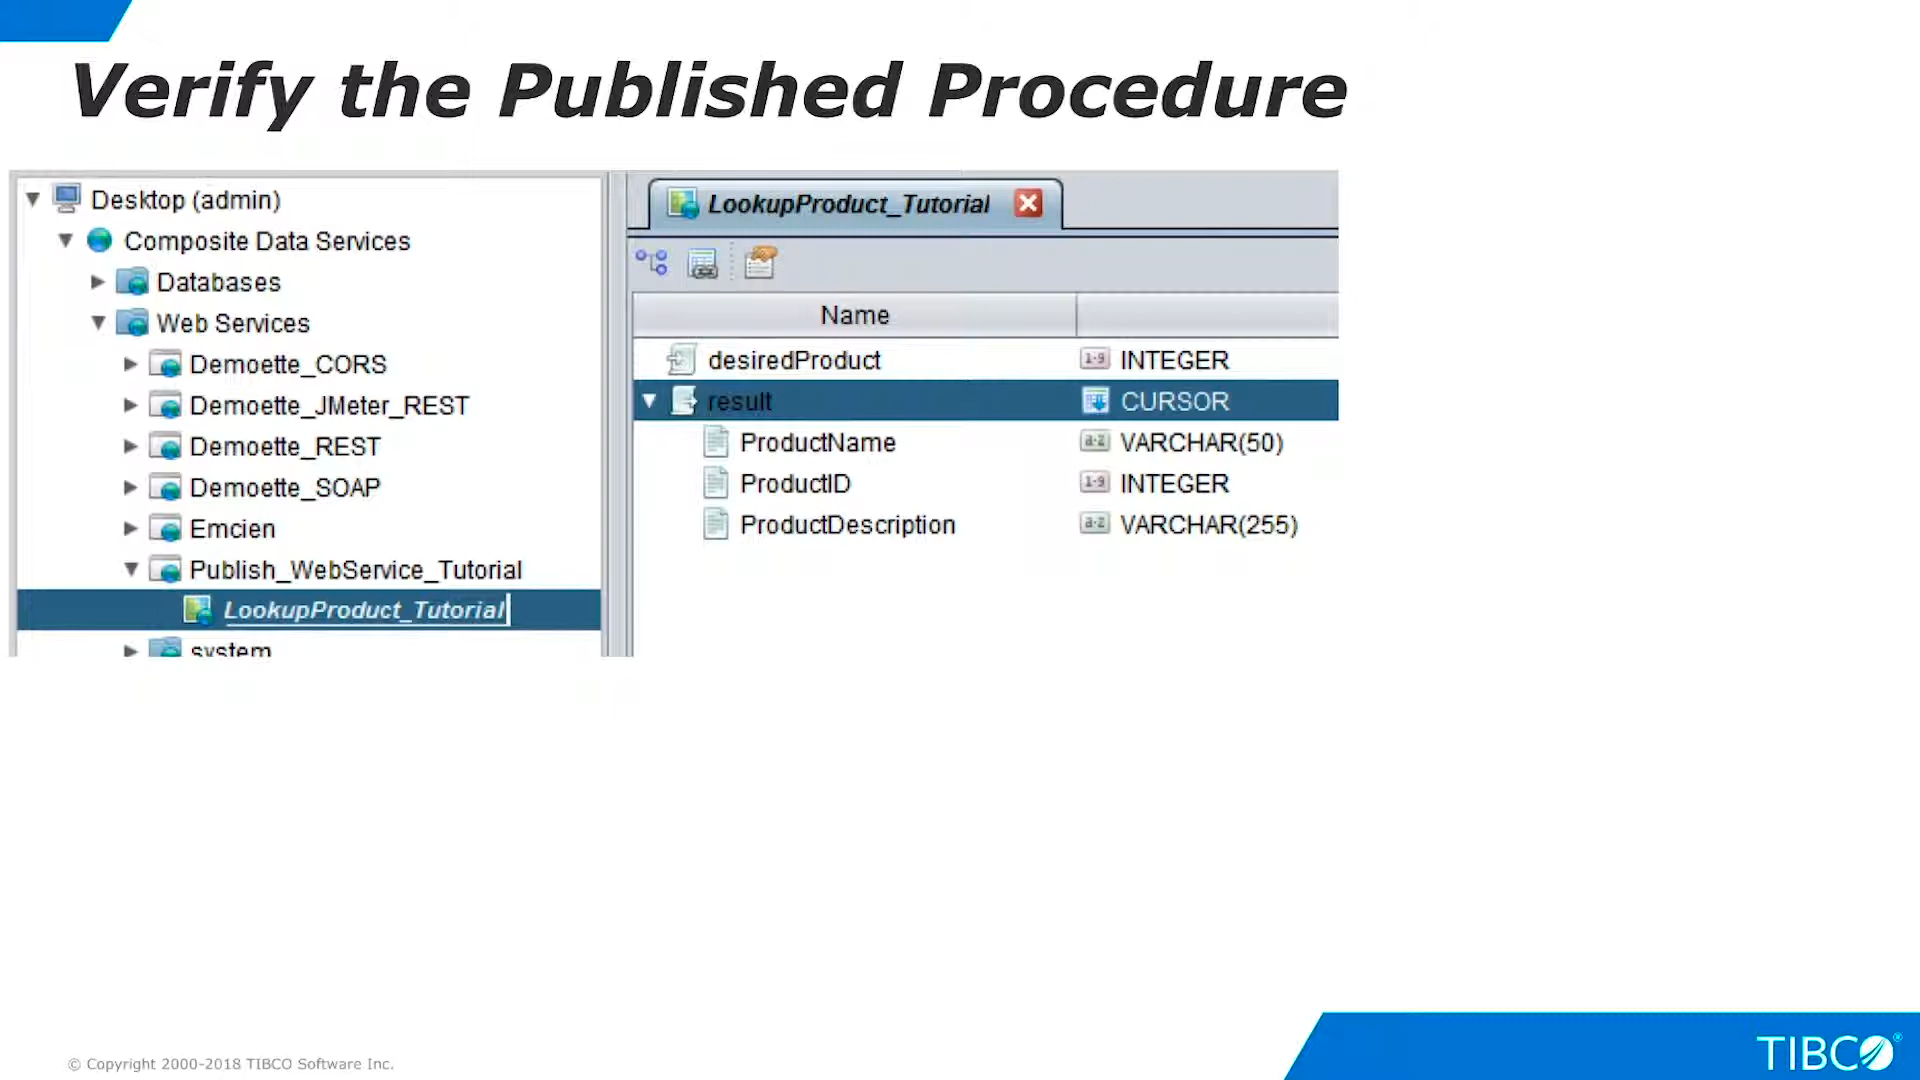 Verify the Published Procedure
Desktop (admin)
Composite Data Services
Databases
Web Services
Demoette_CORS
Demoette_JMeter_REST
Demoette_REST
Demoette_SOAP
Emcien
Publish_WebService_Tutorial
LookupProduct_Tutorial
system
LookupProduct_Tutorial
Name
desiredProduct INTEGER
result CURSOR
ProductName VARCHAR(50)
ProductID INTEGER
ProductDescription VARCHAR(255)
© Copyright 2000-2018 TIBCO Software Inc.
TIBCO®